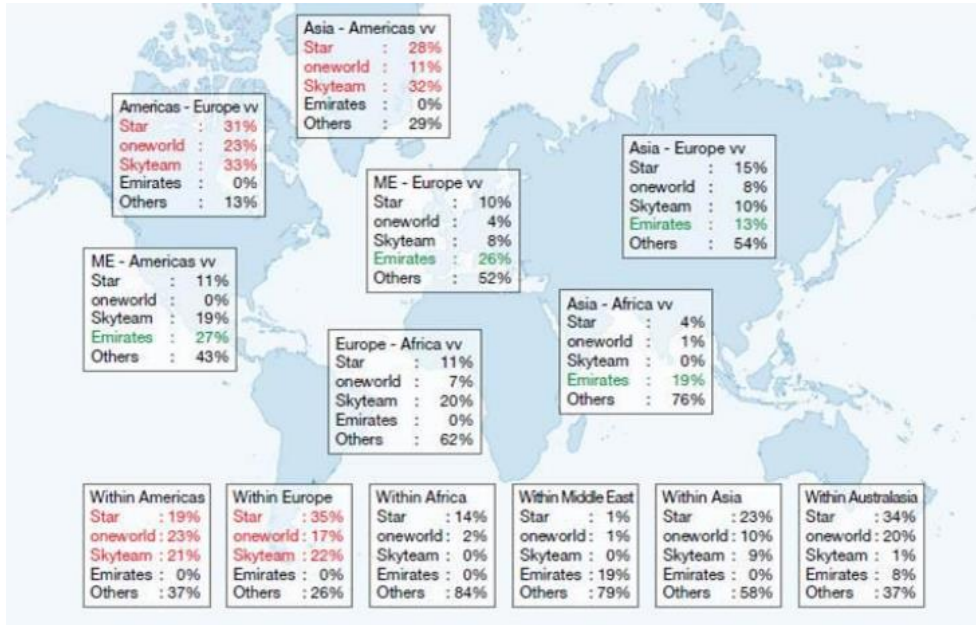 Asia - Americas vv
Star : 28%
oneworld : 11%
Skyteam : 32%
Emirates : 0%
Others : 29%
Americas - Europe vv
Star : 31%
oneworld : 23%
Skyteam : 33%
Emirates : 0%
Others : 13%
Asia - Europe vv
Star : 15%
oneworld : 8%
Skyteam : 10%
Emirates : 13%
Others : 54%
ME - Europe vv
Star : 10%
oneworld : 4%
Skyteam : 8%
Emirates : 26%
Others : 52%
ME - Americas vv
Star : 11%
oneworld : 0%
Skyteam : 19%
Emirates : 27%
Others : 43%
Asia - Africa vv
Star : 4%
oneworld : 1%
Skyteam : 0%
Emirates : 19%
Others : 76%
Europe - Africa vv
Star : 11%
oneworld : 7%
Skyteam : 20%
Emirates : 0%
Others : 62%
Within Americas
Star : 19%
oneworld : 23%
Skyteam : 21%
Emirates : 0%
Others : 37%
Within Europe
Star : 35%
oneworld : 17%
Skyteam : 22%
Emirates : 0%
Others : 26%
Within Africa
Star : 14%
oneworld : 2%
Skyteam : 0%
Emirates : 0%
Others : 84%
Within Middle East
Star : 1%
oneworld : 1%
Skyteam : 0%
Emirates : 19%
Others : 79%
Within Asia
Star : 23%
oneworld : 10%
Skyteam : 9%
Emirates : 0%
Others : 58%
Within Australasia
Star : 34%
oneworld : 20%
Skyteam : 1%
Emirates : 8%
Others : 37%